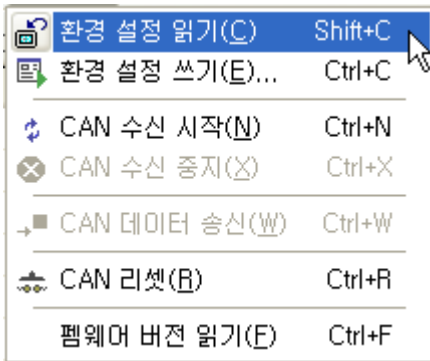 환경 설정 읽기(C) Shift+C
환경 설정 쓰기(E)... Ctrl+C
CAN 수신 시작(N) Ctrl+N
CAN 수신 중지(X) Ctrl+X
CAN 데이터 송신(W) Ctrl+W
CAN 리셋(R) Ctrl+R
펨웨어 버전 읽기(F) Ctrl+F